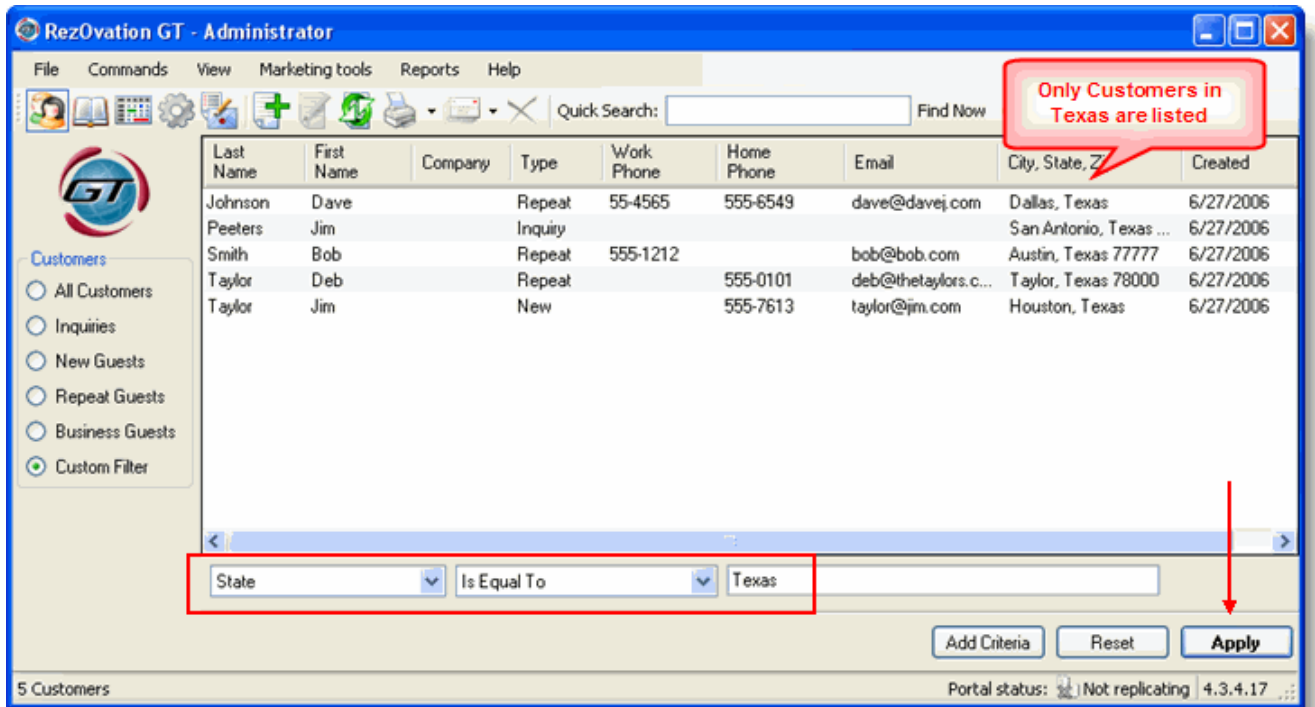 RezOvation GT - Administrator
File Commands View Marketing tools Reports Help
Quick Search: Find Now
Only Customers in
Texas are listed
GT
Last Name First Name Company Type Work Phone Home Phone Email City, State, Z Created
Johnson Dave Repeat 55-4565 555-6549 dave@davej.com Dallas, Texas 6/27/2006
Peeters Jim Inquiry San Antonio, Texas ... 6/27/2006
Smith Bob Repeat 555-1212 bob@bob.com Austin, Texas 77777 6/27/2006
Taylor Deb Repeat 555-0101 deb@thetaylors.c... Taylor, Texas 78000 6/27/2006
Taylor Jim New 555-7613 taylor@jim.com Houston, Texas 6/27/2006
Customers
All Customers
Inquiries
New Guests
Repeat Guests
Business Guests
Custom Filter
State Is Equal To Texas
Add Criteria Reset Apply
5 Customers Portal status: Not replicating 4.3.4.17